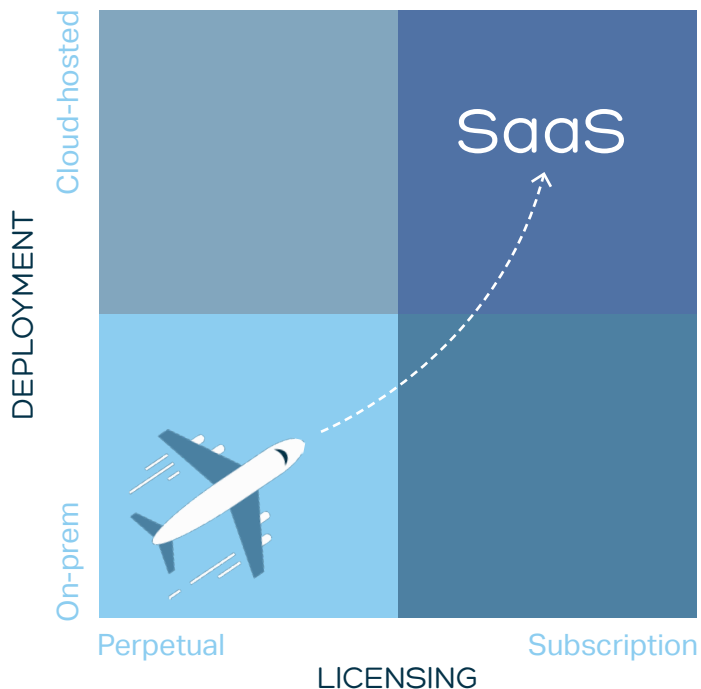 Cloud-hosted
SaaS
DEPLOYMENT
On-prem
Perpetual
Subscription
LICENSING